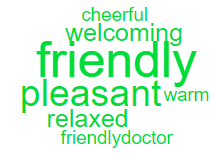 cheerful
welcoming
friendly
pleasant
warm
relaxed
friendlydoctor